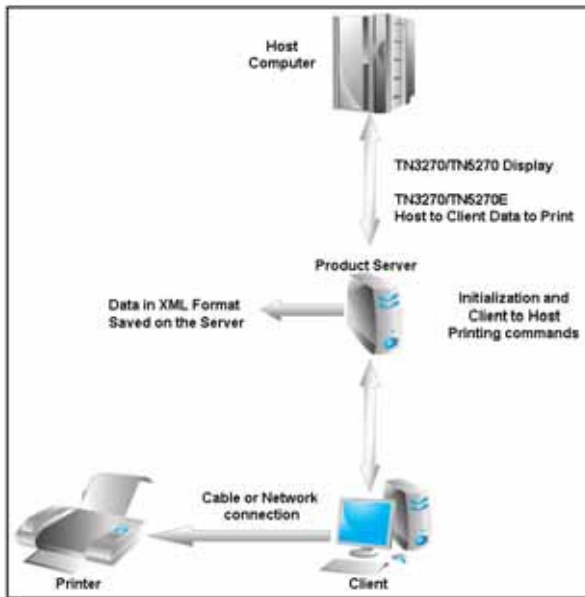 Host
Computer
TN3270/TN5270 Display
TN3270/TN5270E
Host to Client Data to Print
Product Server
Data in XML Format
Saved on the Server
Initialization and
Client to Host
Printing commands
Cable or Network
connection
Printer
Client